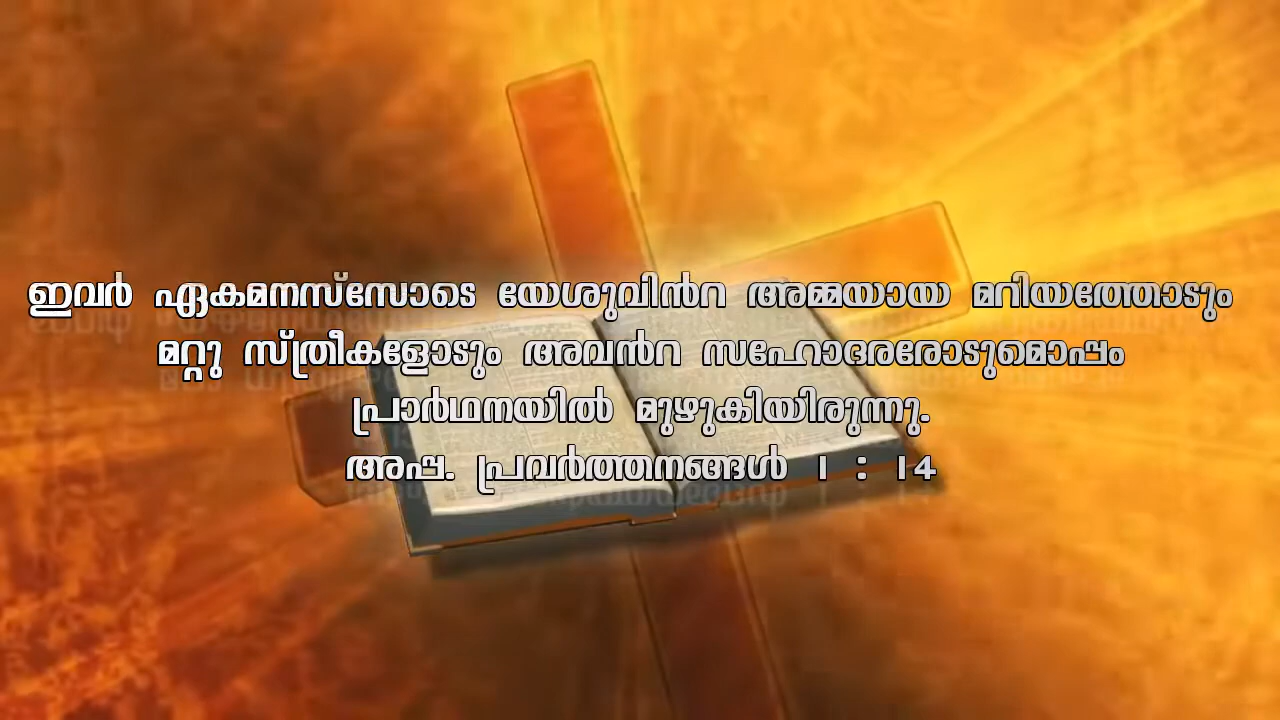 ഇവർ ഏകമനസ്സോടെ യേശുവിൻറ അമ്മയായ മറിയത്തോടും
മറ്റു സ്ത്രീകളോടും അവൻറ സഹോദരരോടുമൊപ്പം
പ്രാർഥനയിൽ മുഴുകിയിരുന്നു.
അപ്പ. പ്രവർത്തനങ്ങൾ 1 : 14